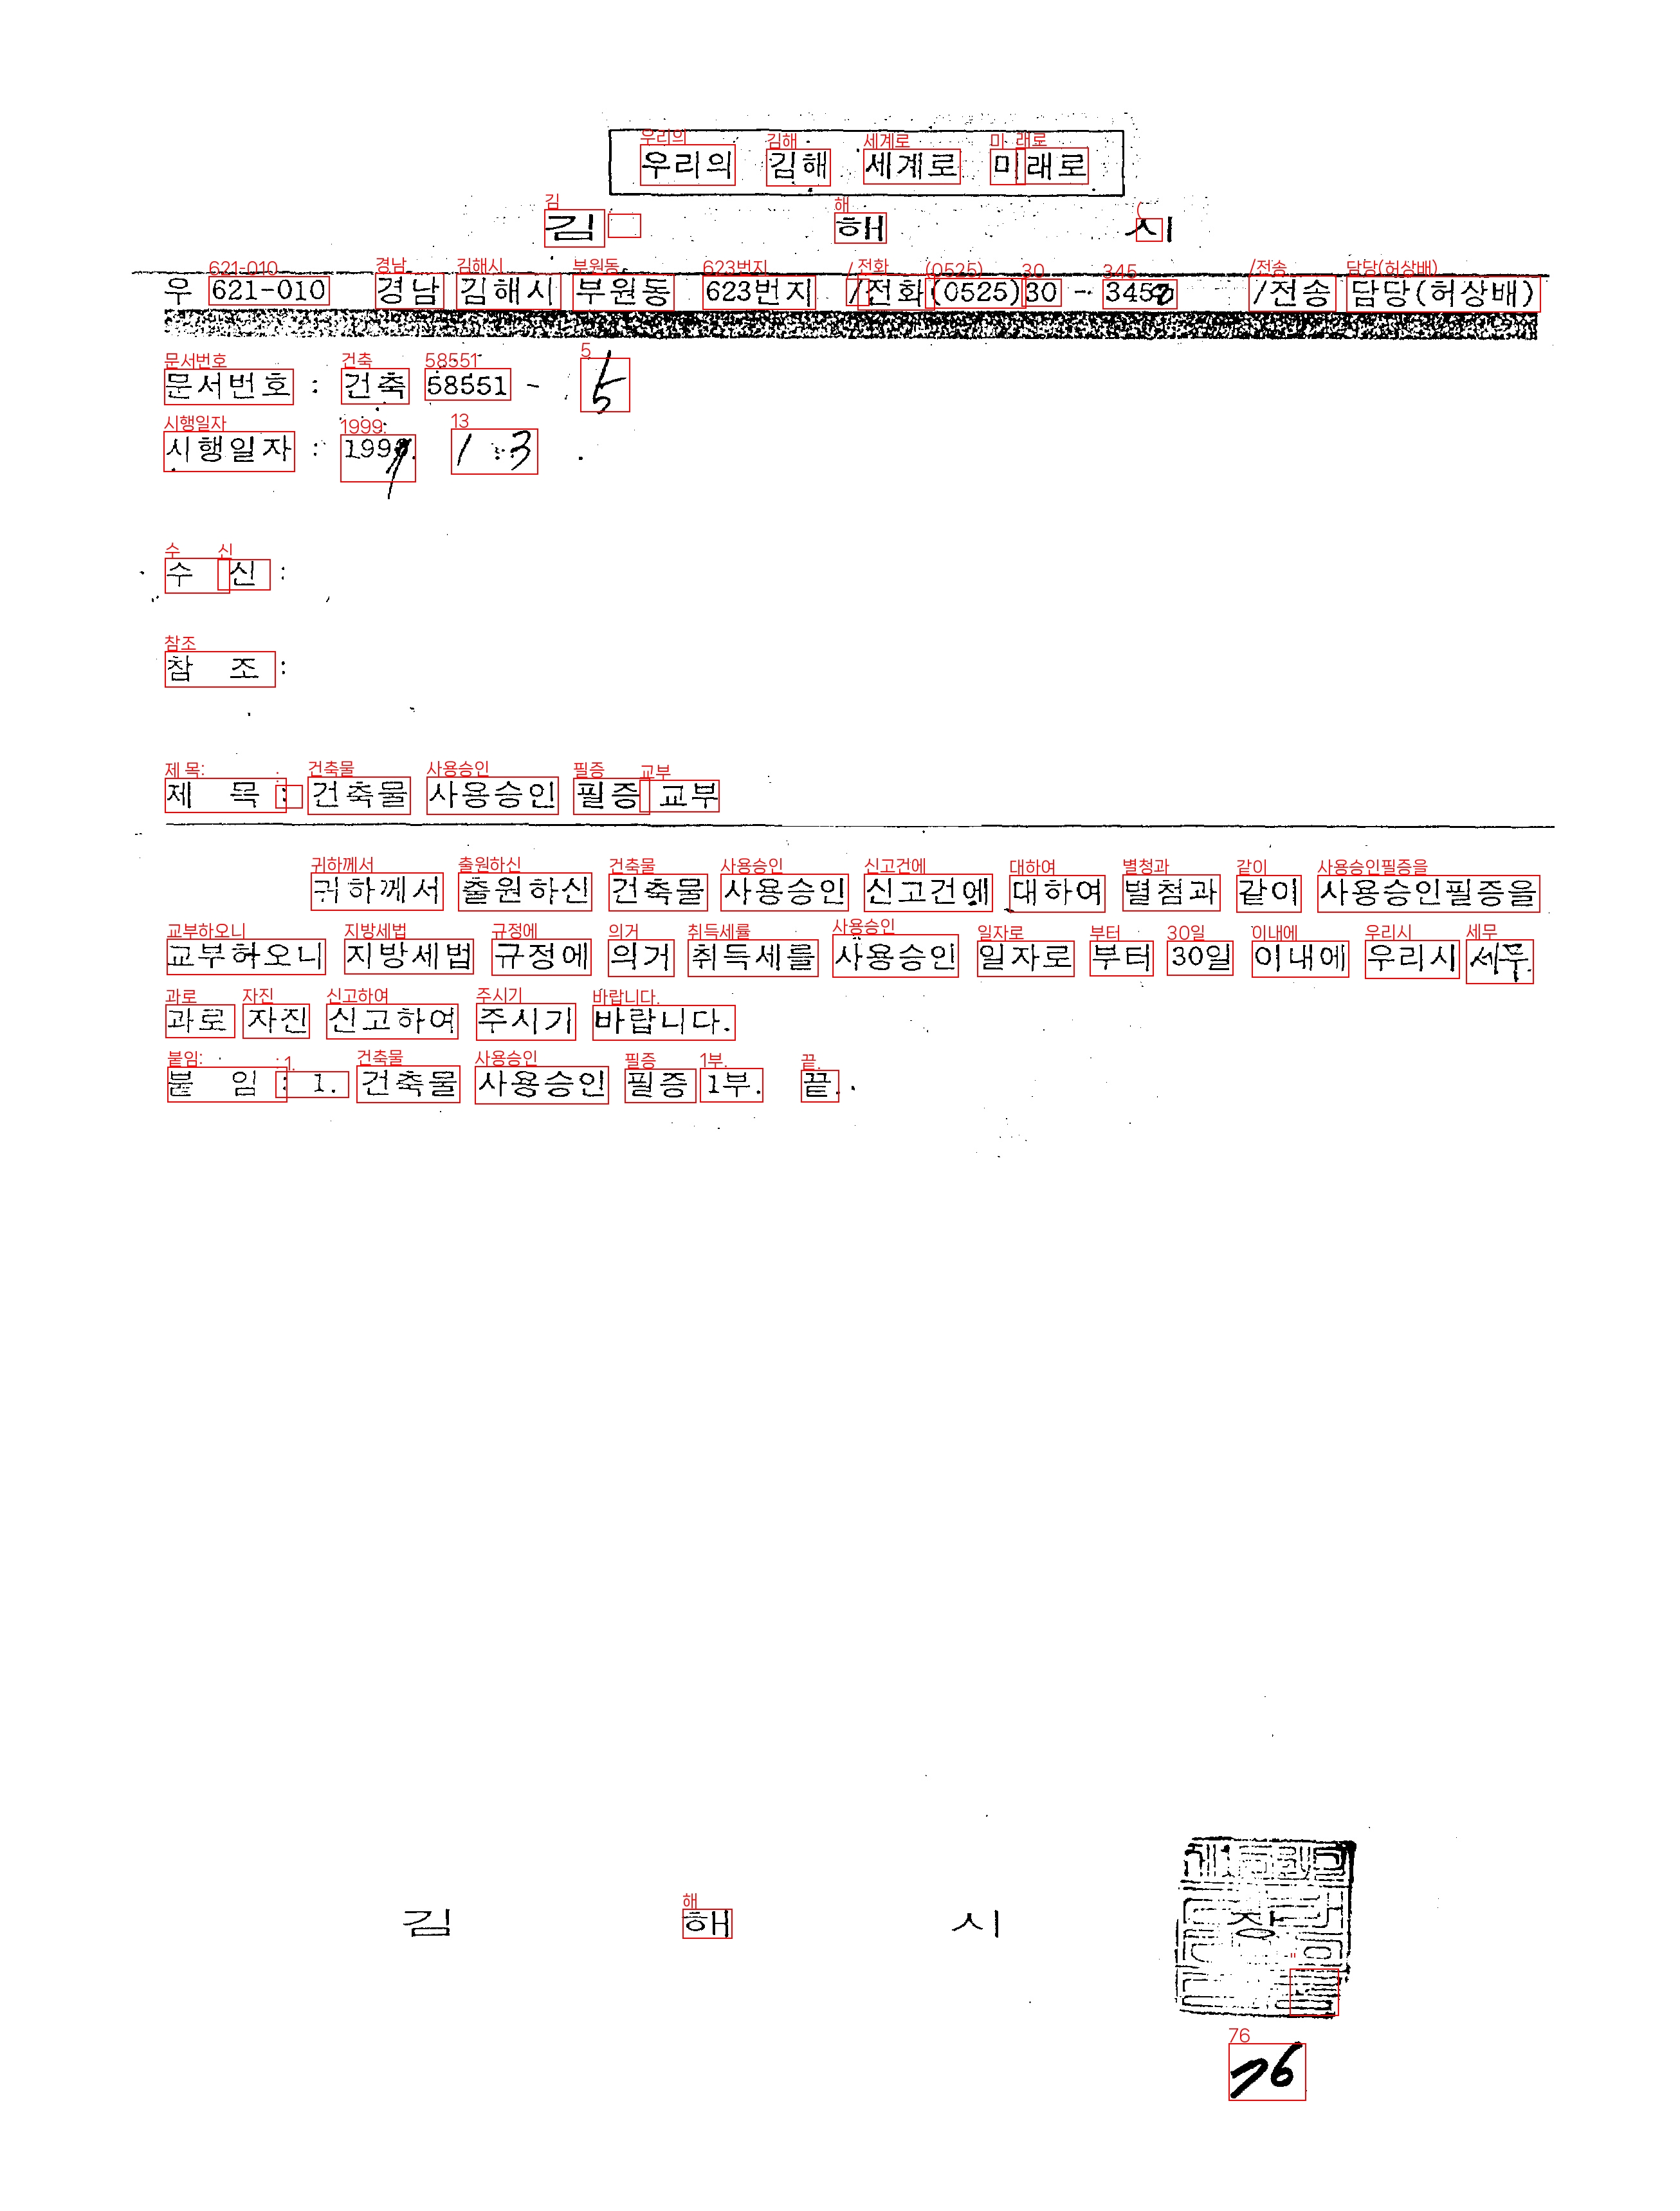 우리의 김해 세계로 미래로
김 해 시
우 621-010 경남 김해시 부원동 623번지 /전화(0525)30 - 345 /전송 담당(허상배)
문서번호 : 건축 58551 - 5
시행일자 : 1999. 1 . 3 .
수 신 :
참 조 :
제 목 : 건축물 사용승인 필증 교부
귀하께서 출원하신 건축물 사용승인 신고건에 대하여 별첨과 같이 사용승인필증을
교부하오니 지방세법 규정에 의거 취득세를 사용승인 일자로 부터 30일 이내에 우리시 세무
과로 자진 신고하여 주시기 바랍니다.
붙 임 : 1. 건축물 사용승인 필증 1부. 끝.
김 해 시 장
76